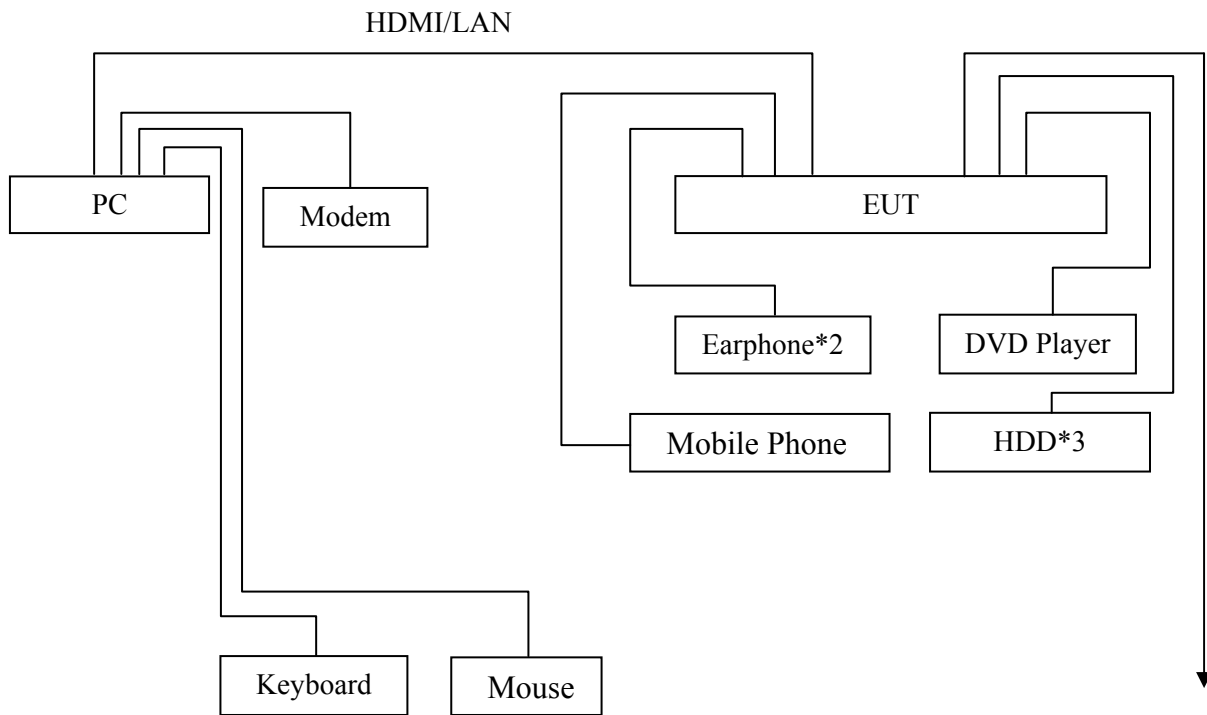 HDMI/LAN
PC
Modem
EUT
Earphone*2
DVD Player
Mobile Phone
HDD*3
Keyboard
Mouse